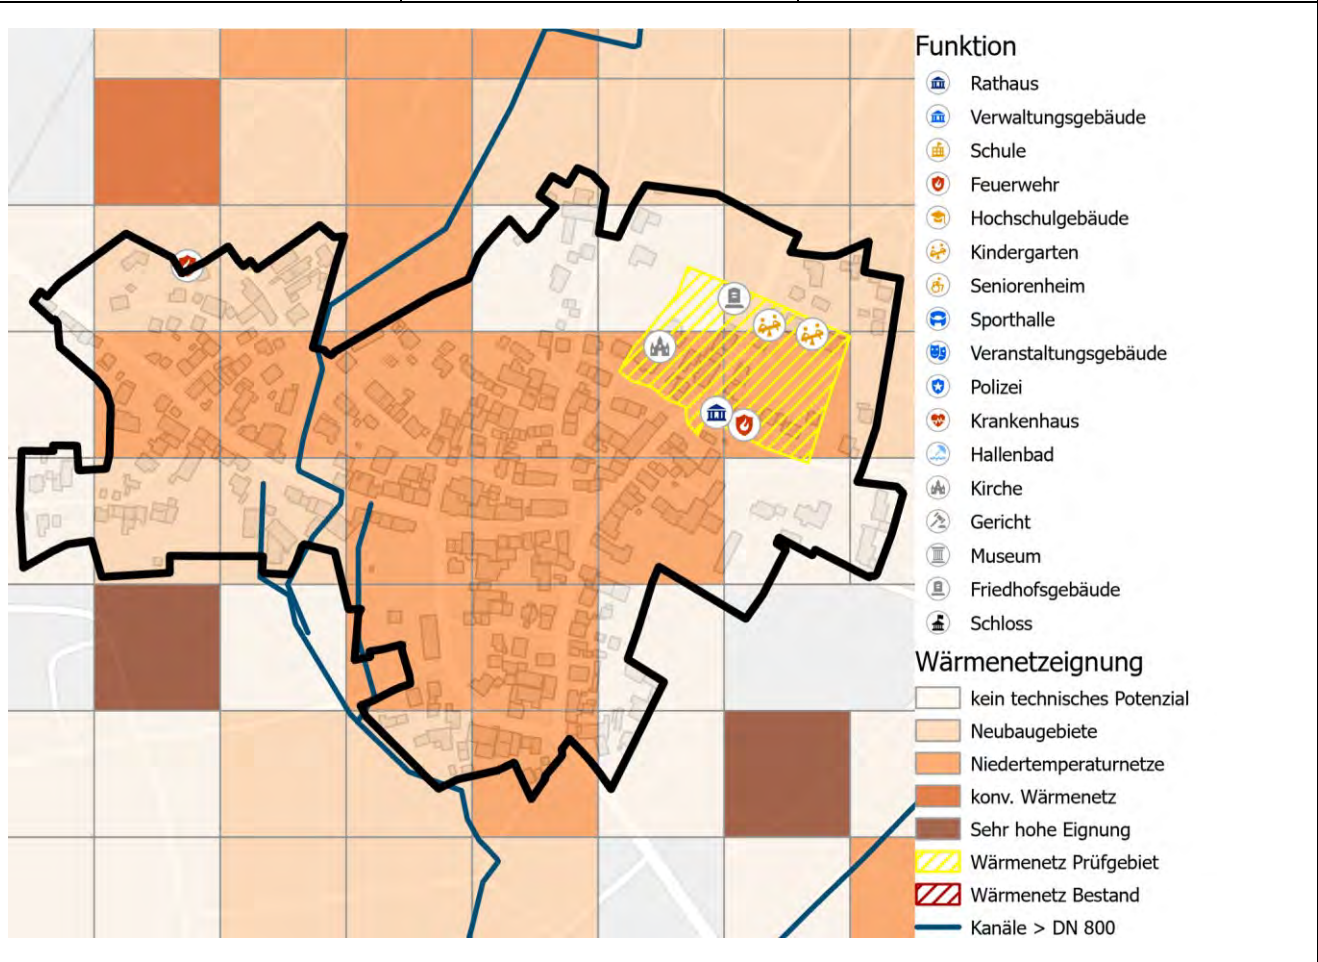 Funktion
Rathaus
Verwaltungsgebäude
Schule
Feuerwehr
Hochschulgebäude
Kindergarten
Seniorenheim
Sporthalle
Veranstaltungsgebäude
Polizei
Krankenhaus
Hallenbad
Kirche
Gericht
Museum
Friedhofsgebäude
Schloss
Wärmenetzeignung
kein technisches Potenzial
Neubaugebiete
Niedertemperaturnetze
konv. Wärmenetz
Sehr hohe Eignung
Wärmenetz Prüfgebiet
Wärmenetz Bestand
Kanäle > DN 800